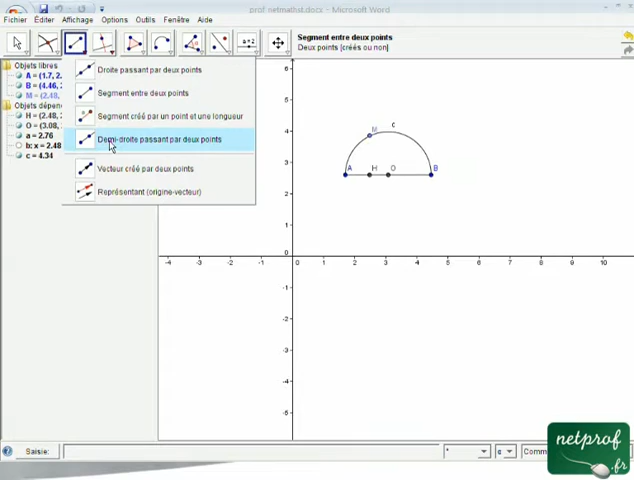 prof netmathst.docx - Microsoft Word
Fichier Éditer Affichage Options Outils Fenêtre Aide
a=2
Segment entre deux points
Deux points [créés ou non]
Objets libres
A = (1.7, 2.
B = (4.46, 2.
M = (2.48,
Objets dépen
H = (2.48, 2
O = (3.08,
a = 2.76
b: x = 2.48
c = 4.34
Droite passant par deux points
Segment entre deux points
Segment créé par un point et une longueur
Demi-droite passant par deux points
Vecteur créé par deux points
Représentant (origine-vecteur)
6
5
4
3
2
1
0
-1
-2
-3
-4
-5
c
M
A H O B
-4 -3 -2 -1 0 1 2 3 4 5 6 7 8 9 10
Saisie:
Comm
netprof
.fr